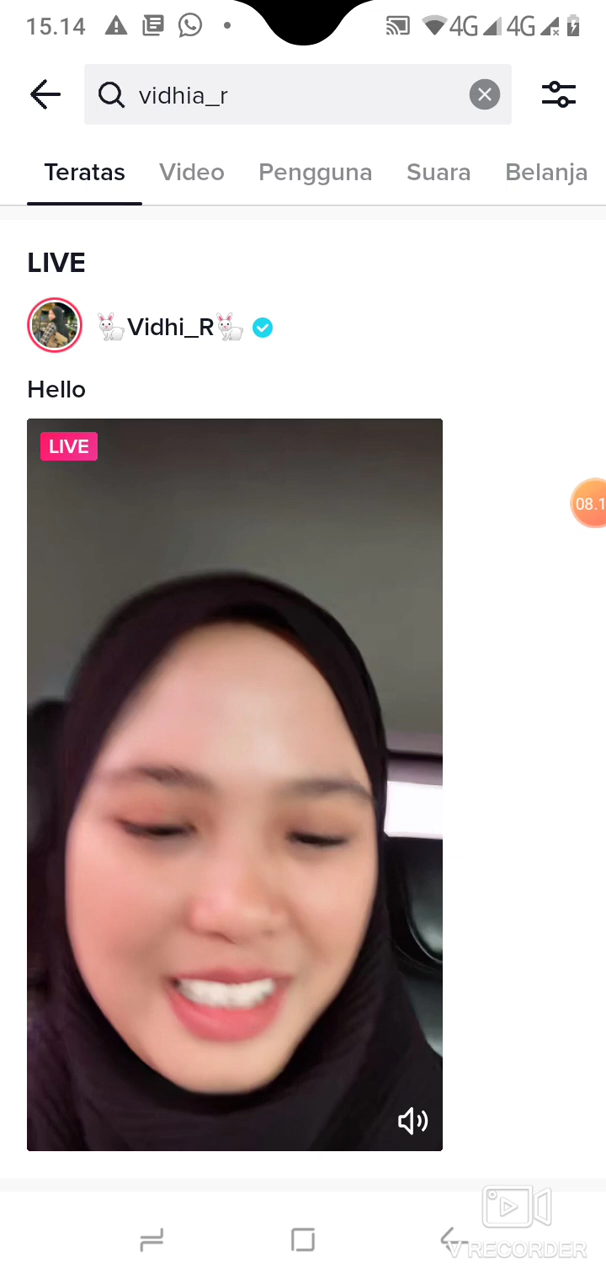 15.14 4G 4G
vidhia_r
Teratas Video Pengguna Suara Belanja
LIVE
🐇Vidhi_R🐇
Hello
LIVE
08.1
V RECORDER